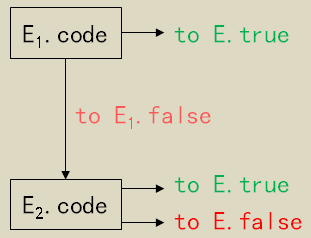 E₁.code
to E.true
to E₁.false
to E.true
E₂.code
to E.false